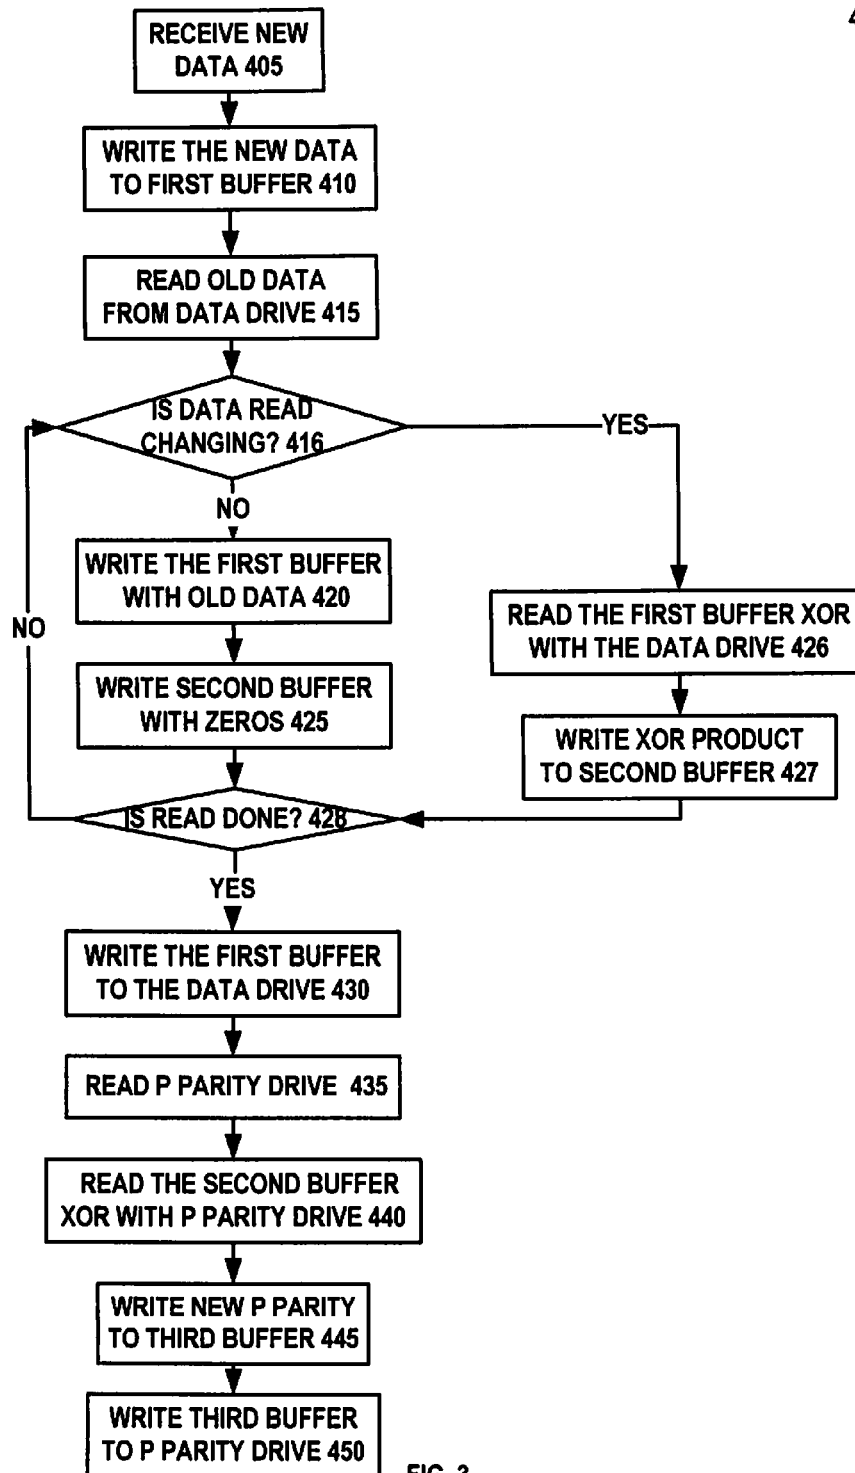 4
RECEIVE NEW
DATA 405
WRITE THE NEW DATA
TO FIRST BUFFER 410
READ OLD DATA
FROM DATA DRIVE 415
IS DATA READ
CHANGING? 416
YES
NO
WRITE THE FIRST BUFFER
WITH OLD DATA 420
NO
READ THE FIRST BUFFER XOR
WITH THE DATA DRIVE 426
WRITE SECOND BUFFER
WITH ZEROS 425
WRITE XOR PRODUCT
TO SECOND BUFFER 427
IS READ DONE? 428
YES
WRITE THE FIRST BUFFER
TO THE DATA DRIVE 430
READ P PARITY DRIVE 435
READ THE SECOND BUFFER
XOR WITH P PARITY DRIVE 440
WRITE NEW P PARITY
TO THIRD BUFFER 445
WRITE THIRD BUFFER
TO P PARITY DRIVE 450